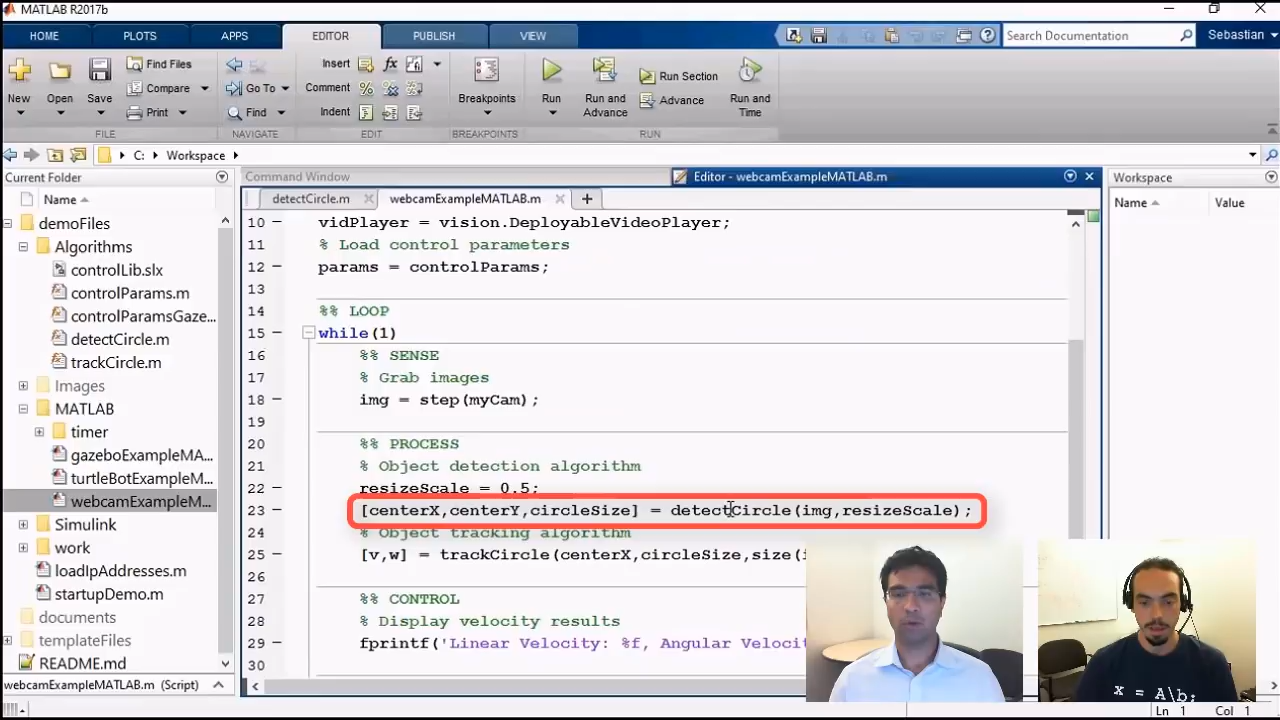 MATLAB R2017b
HOME PLOTS APPS EDITOR PUBLISH VIEW Search Documentation Sebastian
New Open Save Find Files Compare Print
FILE
Go To Find
NAVIGATE
Insert fx
Comment
Indent
EDIT
Breakpoints
BREAKPOINTS
Run Run and Advance Run Section Advance Run and Time
RUN
C: Workspace
Current Folder
Name
demoFiles
Algorithms
controlLib.slx
controlParams.m
controlParamsGaze...
detectCircle.m
trackCircle.m
Images
MATLAB
timer
gazeboExampleMA...
turtleBotExampleM...
webcamExampleM...
Simulink
work
loadIpAddresses.m
startupDemo.m
documents
templateFiles
README.md
webcamExampleMATLAB.m (Script)
Command Window
Editor - webcamExampleMATLAB.m
detectCircle.m webcamExampleMATLAB.m
10 vidPlayer = vision.DeployableVideoPlayer;
11 % Load control parameters
12 params = controlParams;
13
14 %% LOOP
15 while(1)
16 %% SENSE
17 % Grab images
18 img = step(myCam);
19
20 %% PROCESS
21 % Object detection algorithm
22 resizeScale = 0.5;
23 [centerX,centerY,circleSize] = detectCircle(img,resizeScale);
% Object tracking algorithm
25 [v,w] = trackCircle(centerX,circleSize,size(i
26
27 %% CONTROL
28 % Display velocity results
29 fprintf('Linear Velocity: %f, Angular Velocit
30
Workspace
Name Value
x = A\b;
Ln 1 Col 1